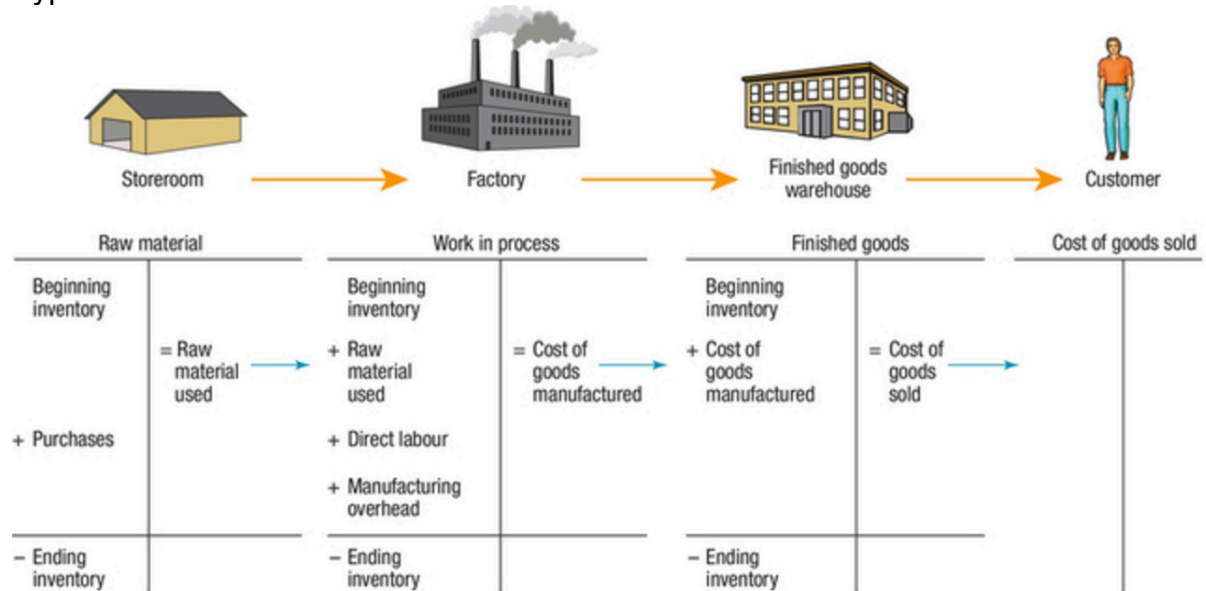 Storeroom
Factory
Finished goods
warehouse
Customer
Raw material
Beginning
inventory
= Raw
material
used
+ Purchases
− Ending
inventory
Work in process
Beginning
inventory
+ Raw
material
used
+ Direct labour
+ Manufacturing
overhead
= Cost of
goods
manufactured
− Ending
inventory
Finished goods
Beginning
inventory
+ Cost of
goods
manufactured
= Cost of
goods
sold
− Ending
inventory
Cost of goods sold